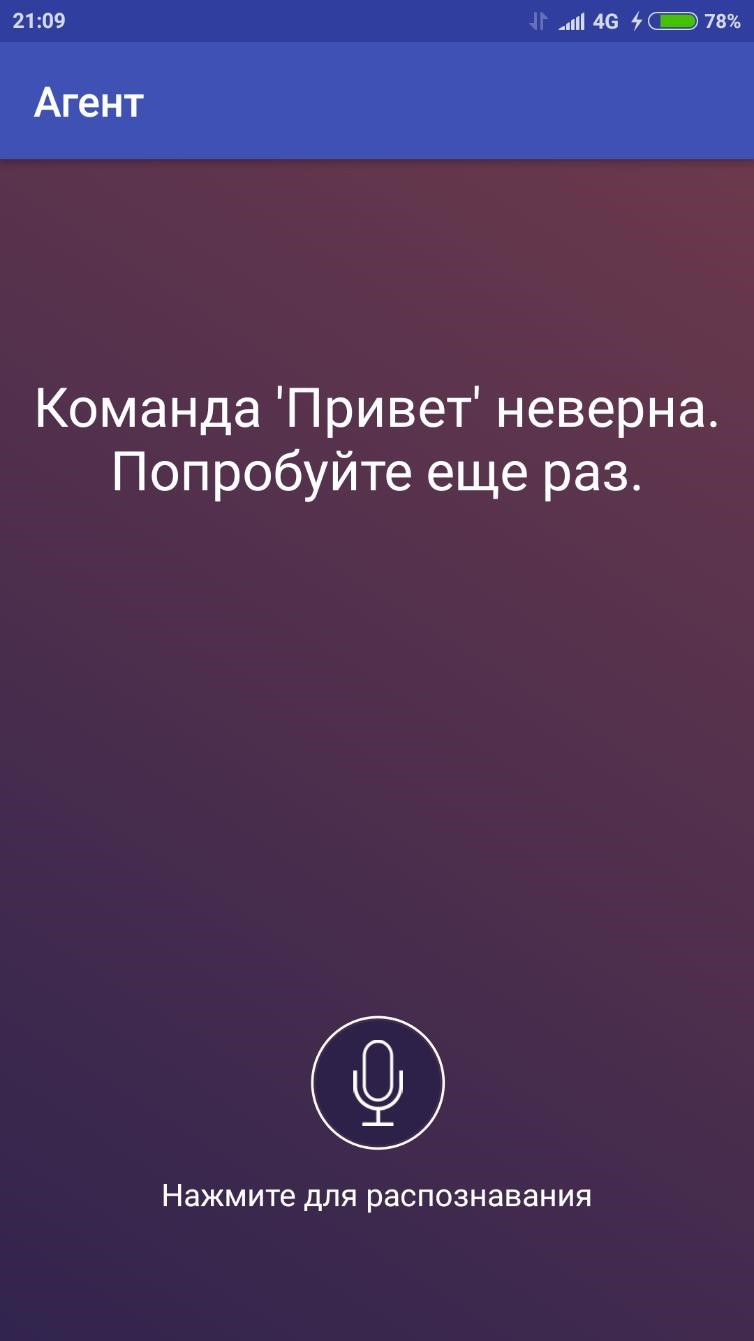 21:09 4G 78%
Агент
Команда 'Привет' неверна.
Попробуйте еще раз.
Нажмите для распознавания